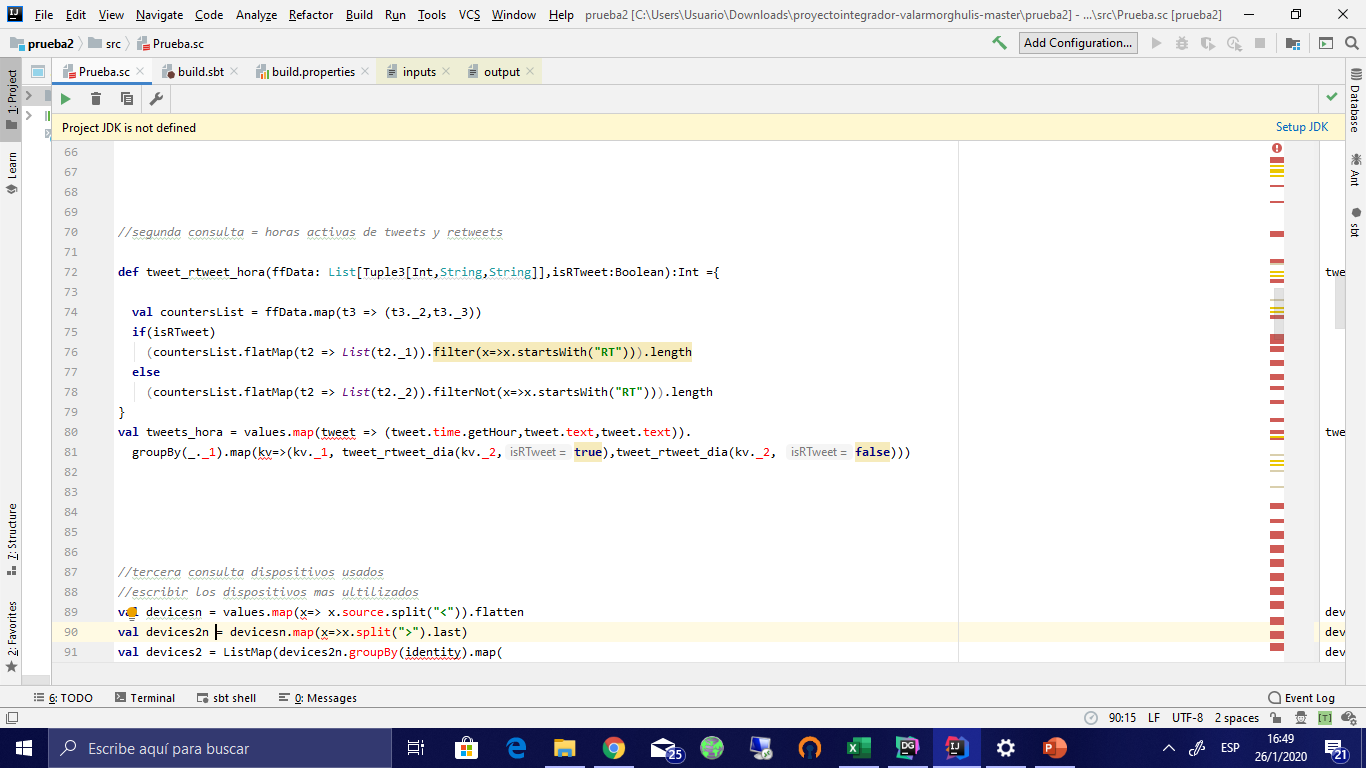 File Edit View Navigate Code Analyze Refactor Build Run Tools VCS Window Help prueba2 [C:\Users\Usuario\Downloads\proyectointegrador-valarmorghulis-master\prueba2] - ...\src\Prueba.sc [prueba2]
prueba2 src Prueba.sc Add Configuration...
Prueba.sc build.sbt build.properties inputs output
Project JDK is not defined Setup JDK
66
67
68
69
70 //segunda consulta = horas activas de tweets y retweets
71
72 def tweet_rtweet_hora(ffData: List[Tuple3[Int,String,String]],isRTweet:Boolean):Int ={ twe
73
74 val countersList = ffData.map(t3 => (t3._2,t3._3))
75 if(isRTweet)
76 (countersList.flatMap(t2 => List(t2._1)).filter(x=>x.startsWith("RT"))).length
77 else
78 (countersList.flatMap(t2 => List(t2._2)).filterNot(x=>x.startsWith("RT"))).length
79 }
80 val tweets_hora = values.map(tweet => (tweet.time.getHour,tweet.text,tweet.text)). twe
81 groupBy(_._1).map(kv=>(kv._1, tweet_rtweet_dia(kv._2, isRTweet = true),tweet_rtweet_dia(kv._2, isRTweet = false)))
82
83
84
85
86
87 //tercera consulta dispositivos usados
88 //escribir los dispositivos mas ultilizados
89 val devicesn = values.map(x=> x.source.split("<")).flatten dev
90 val devices2n = devicesn.map(x=>x.split(">").last) dev
91 val devices2 = ListMap(devices2n.groupBy(identity).map( dev
1: Project
Learn
7: Structure
2: Favorites
Database
Ant
sbt
6: TODO Terminal sbt shell 0: Messages Event Log
90:15 LF UTF-8 2 spaces [T]
Escribe aquí para buscar 25 DG IJ ESP 16:49
26/1/2020 21